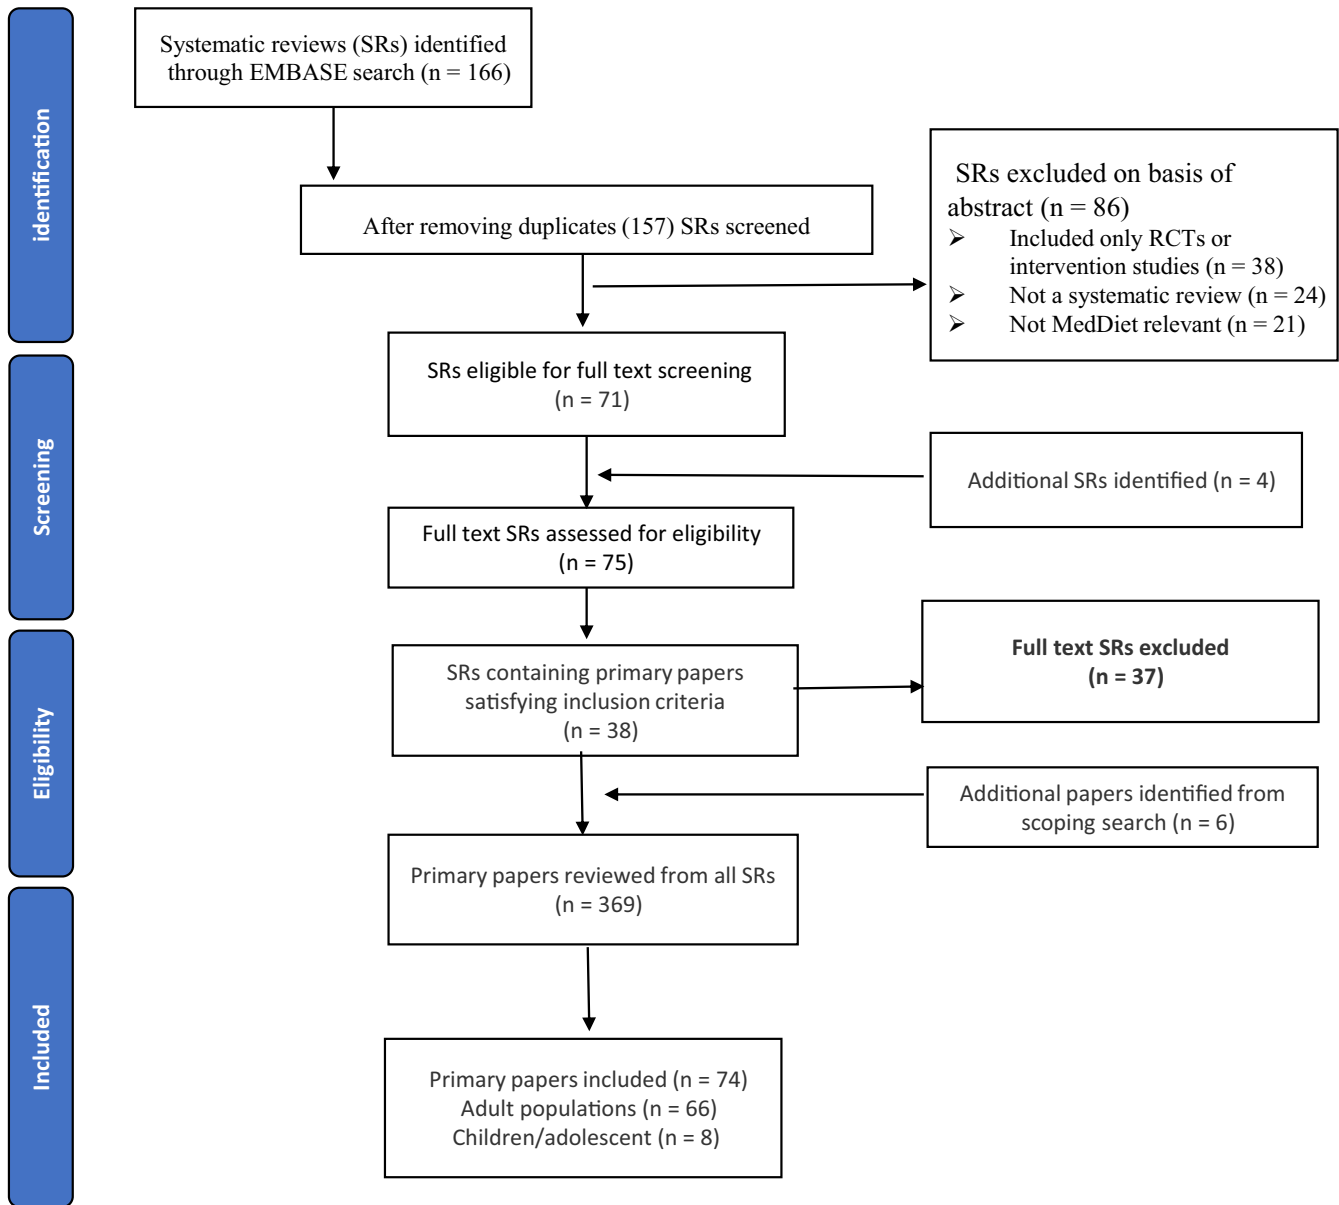 identification
Systematic reviews (SRs) identified
through EMBASE search (n = 166)
After removing duplicates (157) SRs screened
SRs excluded on basis of
abstract (n = 86)
➢ Included only RCTs or
intervention studies (n = 38)
➢ Not a systematic review (n = 24)
➢ Not MedDiet relevant (n = 21)
Screening
SRs eligible for full text screening
(n = 71)
Additional SRs identified (n = 4)
Full text SRs assessed for eligibility
(n = 75)
Eligibility
SRs containing primary papers
satisfying inclusion criteria
(n = 38)
Full text SRs excluded
(n = 37)
Additional papers identified from
scoping search (n = 6)
Primary papers reviewed from all SRs
(n = 369)
Included
Primary papers included (n = 74)
Adult populations (n = 66)
Children/adolescent (n = 8)